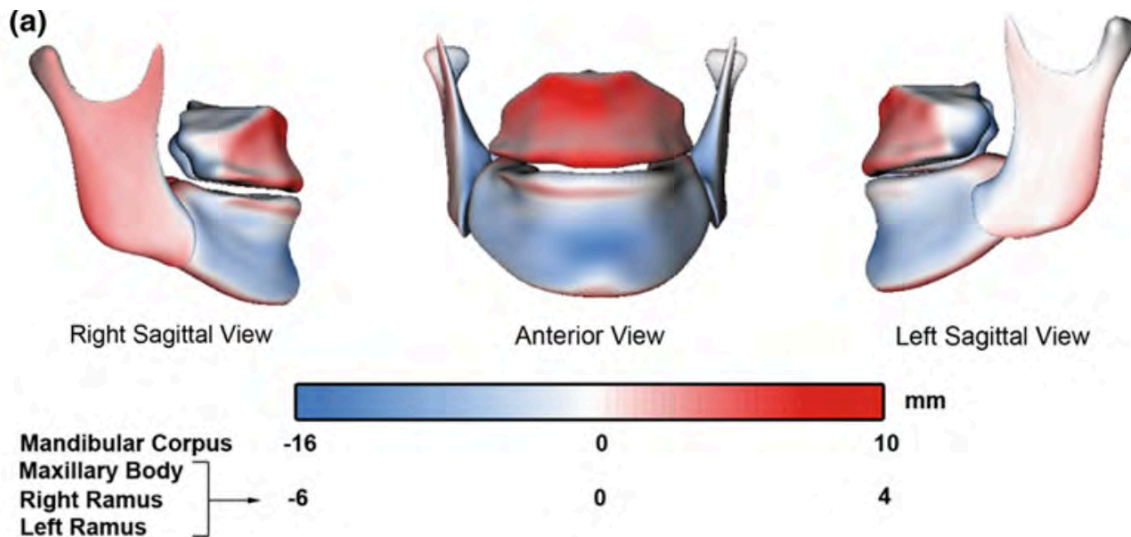 (a)
Right Sagittal View Anterior View Left Sagittal View
mm
Mandibular Corpus -16 0 10
Maxillary Body
Right Ramus -6 0 4
Left Ramus